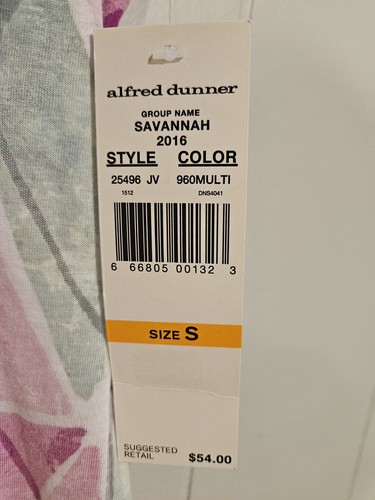 alfred dunner
GROUP NAME
SAVANNAH
2016
STYLE COLOR
25496 JV 960MULTI
1512 DNS4041
6 66805 00132 3
SIZE S
SUGGESTED
RETAIL $54.00